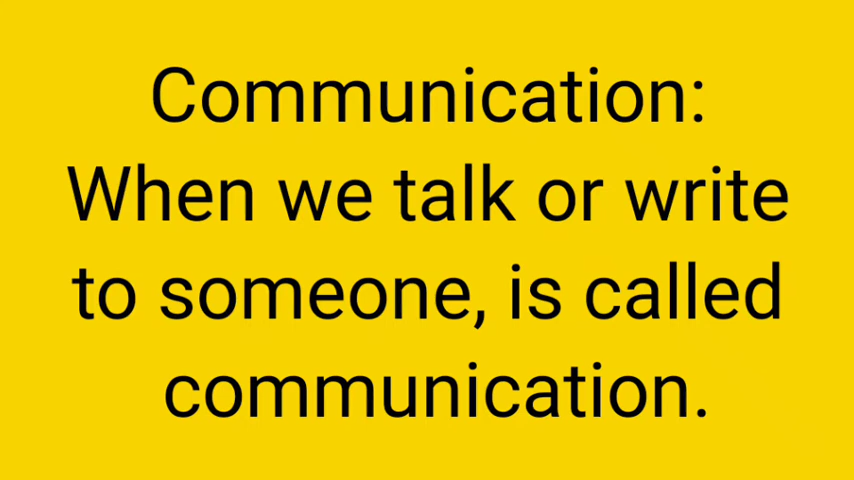 Communication:
When we talk or write
to someone, is called
communication.